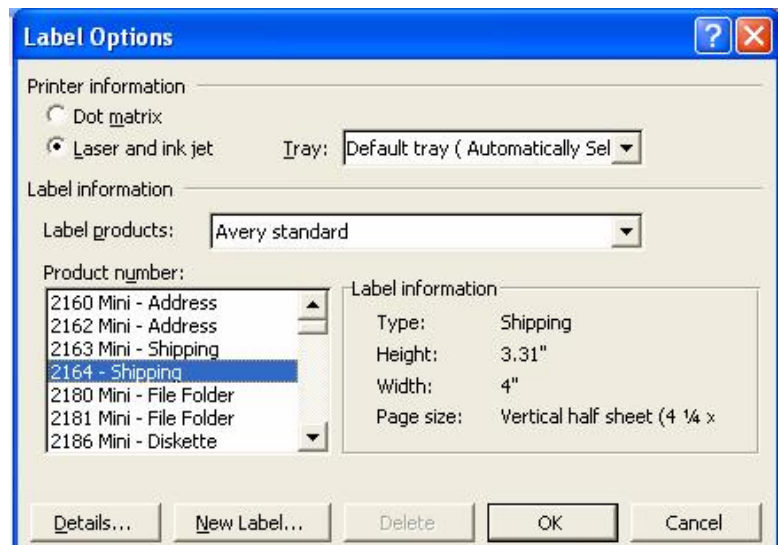 Label Options
Printer information
Dot matrix
Laser and ink jet Tray: Default tray ( Automatically Sel
Label information
Label products: Avery standard
Product number:
2160 Mini - Address
2162 Mini - Address
2163 Mini - Shipping
2164 - Shipping
2180 Mini - File Folder
2181 Mini - File Folder
2186 Mini - Diskette
Label information
Type: Shipping
Height: 3.31"
Width: 4"
Page size: Vertical half sheet (4 ¼ x
Details... New Label... Delete OK Cancel